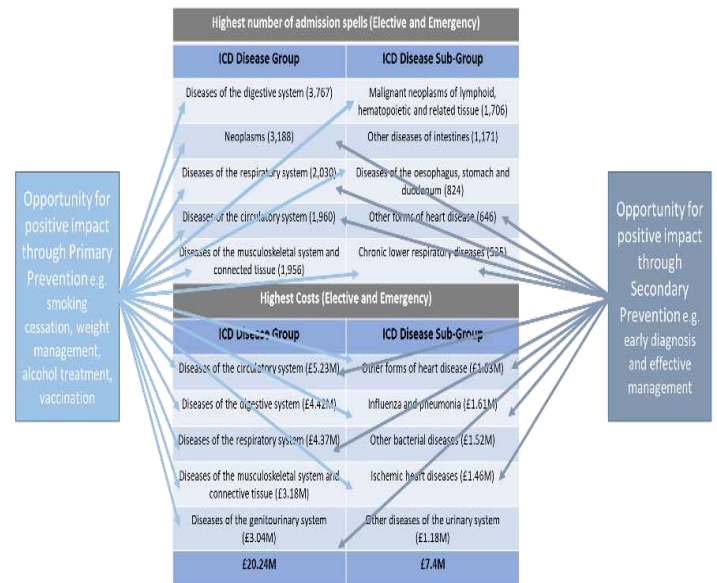 Highest number of admission spells (Elective and Emergency)
ICD Disease Group
ICD Disease Sub-Group
Diseases of the digestive system (3,767)
Malignant neoplasms of lymphoid,
hematopoietic and related tissue (1,706)
Neoplasms (3,188)
Other diseases of intestines (1,171)
Diseases of the respiratory system (2,030)
Diseases of the oesophagus, stomach and
duodenum (824)
Diseases of the circulatory system (1,960)
Other forms of heart disease (646)
Diseases of the musculoskeletal system and
connected tissue (1,956)
Chronic lower respiratory diseases
Highest Costs (Elective and Emergency)
ICD Disease Group
ICD Disease Sub-Group
Diseases of the circulatory system (£5.23M)
Other forms of heart disease
Diseases of the digestive system (£4.42M)
Influenza and pneumonia (£1.61M)
Diseases of the respiratory system (£4.37M)
Other bacterial diseases (£1.52M)
Diseases of the musculoskeletal system and
connective tissue (£3.18M)
Ischemic heart diseases (£1.46M)
Diseases of the genitourinary system
(£3.04M)
Other diseases of the urinary system
(£1.18M)
£20.24M
£7.4M
Opportunity for
positive impact
through Primary
Prevention e.g.
smoking
cessation, weight
management,
alcohol treatment,
vaccination
Opportunity for
positive impact
through
Secondary
Prevention e.g.
early diagnosis
and effective
management